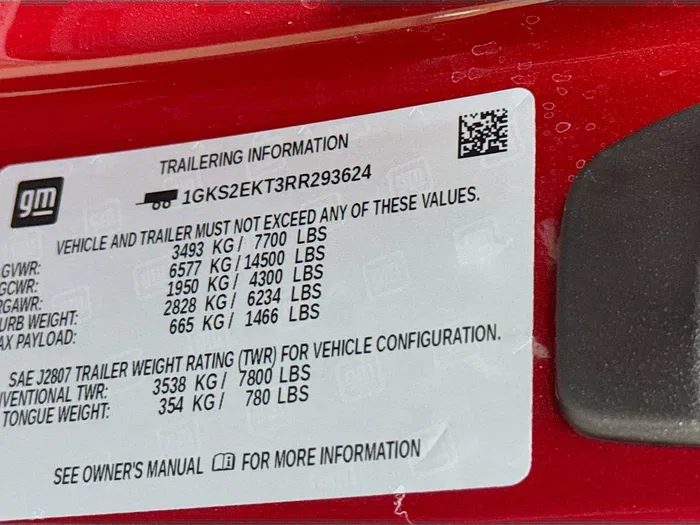 gm
TRAILERING INFORMATION
1GKS2EKT3RR293624
VEHICLE AND TRAILER MUST NOT EXCEED ANY OF THESE VALUES.
GVWR: 3493 KG / 7700 LBS
GCWR: 6577 KG / 14500 LBS
RGAWR: 1950 KG / 4300 LBS
URB WEIGHT: 2828 KG / 6234 LBS
AX PAYLOAD: 665 KG / 1466 LBS
SAE J2807 TRAILER WEIGHT RATING (TWR) FOR VEHICLE CONFIGURATION.
NVENTIONAL TWR: 3538 KG / 7800 LBS
TONGUE WEIGHT: 354 KG / 780 LBS
SEE OWNER'S MANUAL FOR MORE INFORMATION